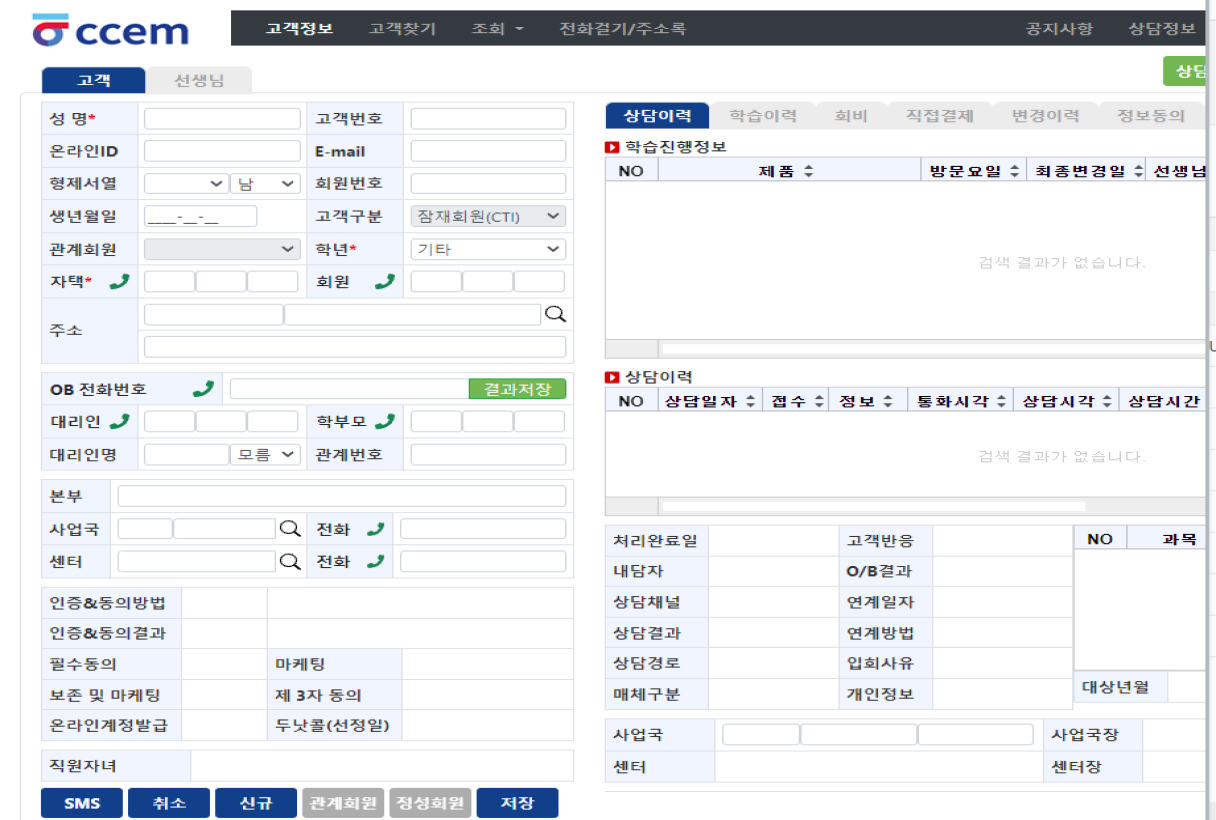 ccem 고객정보 고객찾기 조회 전화걸기/주소록 공지사항 상담정보
고객 선생님
상담
성 명* 고객번호
온라인ID E-mail
형제서열 남 회원번호
생년월일 ____-__-__ 고객구분 잠재회원(CTI)
관계회원 학년* 기타
자택* 회원
주소
OB 전화번호 결과저장
대리인 학부모
대리인명 모름 관계번호
본부
사업국 전화
센터 전화
인증&동의방법
인증&동의결과
필수동의 마케팅
보존 및 마케팅 제 3자 동의
온라인계정발급 두낫콜(선정일)
직원자녀
SMS 취소 신규 관계회원 정성회원 저장
상담이력 학습이력 회비 직접결제 변경이력 정보동의
학습진행정보
NO 제품 방문요일 최종변경일 선생님
검색 결과가 없습니다.
상담이력
NO 상담일자 접수 정보 통화시각 상담시각 상담시간
검색 결과가 없습니다.
처리완료일 고객반응 NO 과목
내담자 O/B결과
상담채널 연계일자
상담결과 연계방법
상담경로 입회사유
매체구분 개인정보 대상년월
사업국 사업국장
센터 센터장